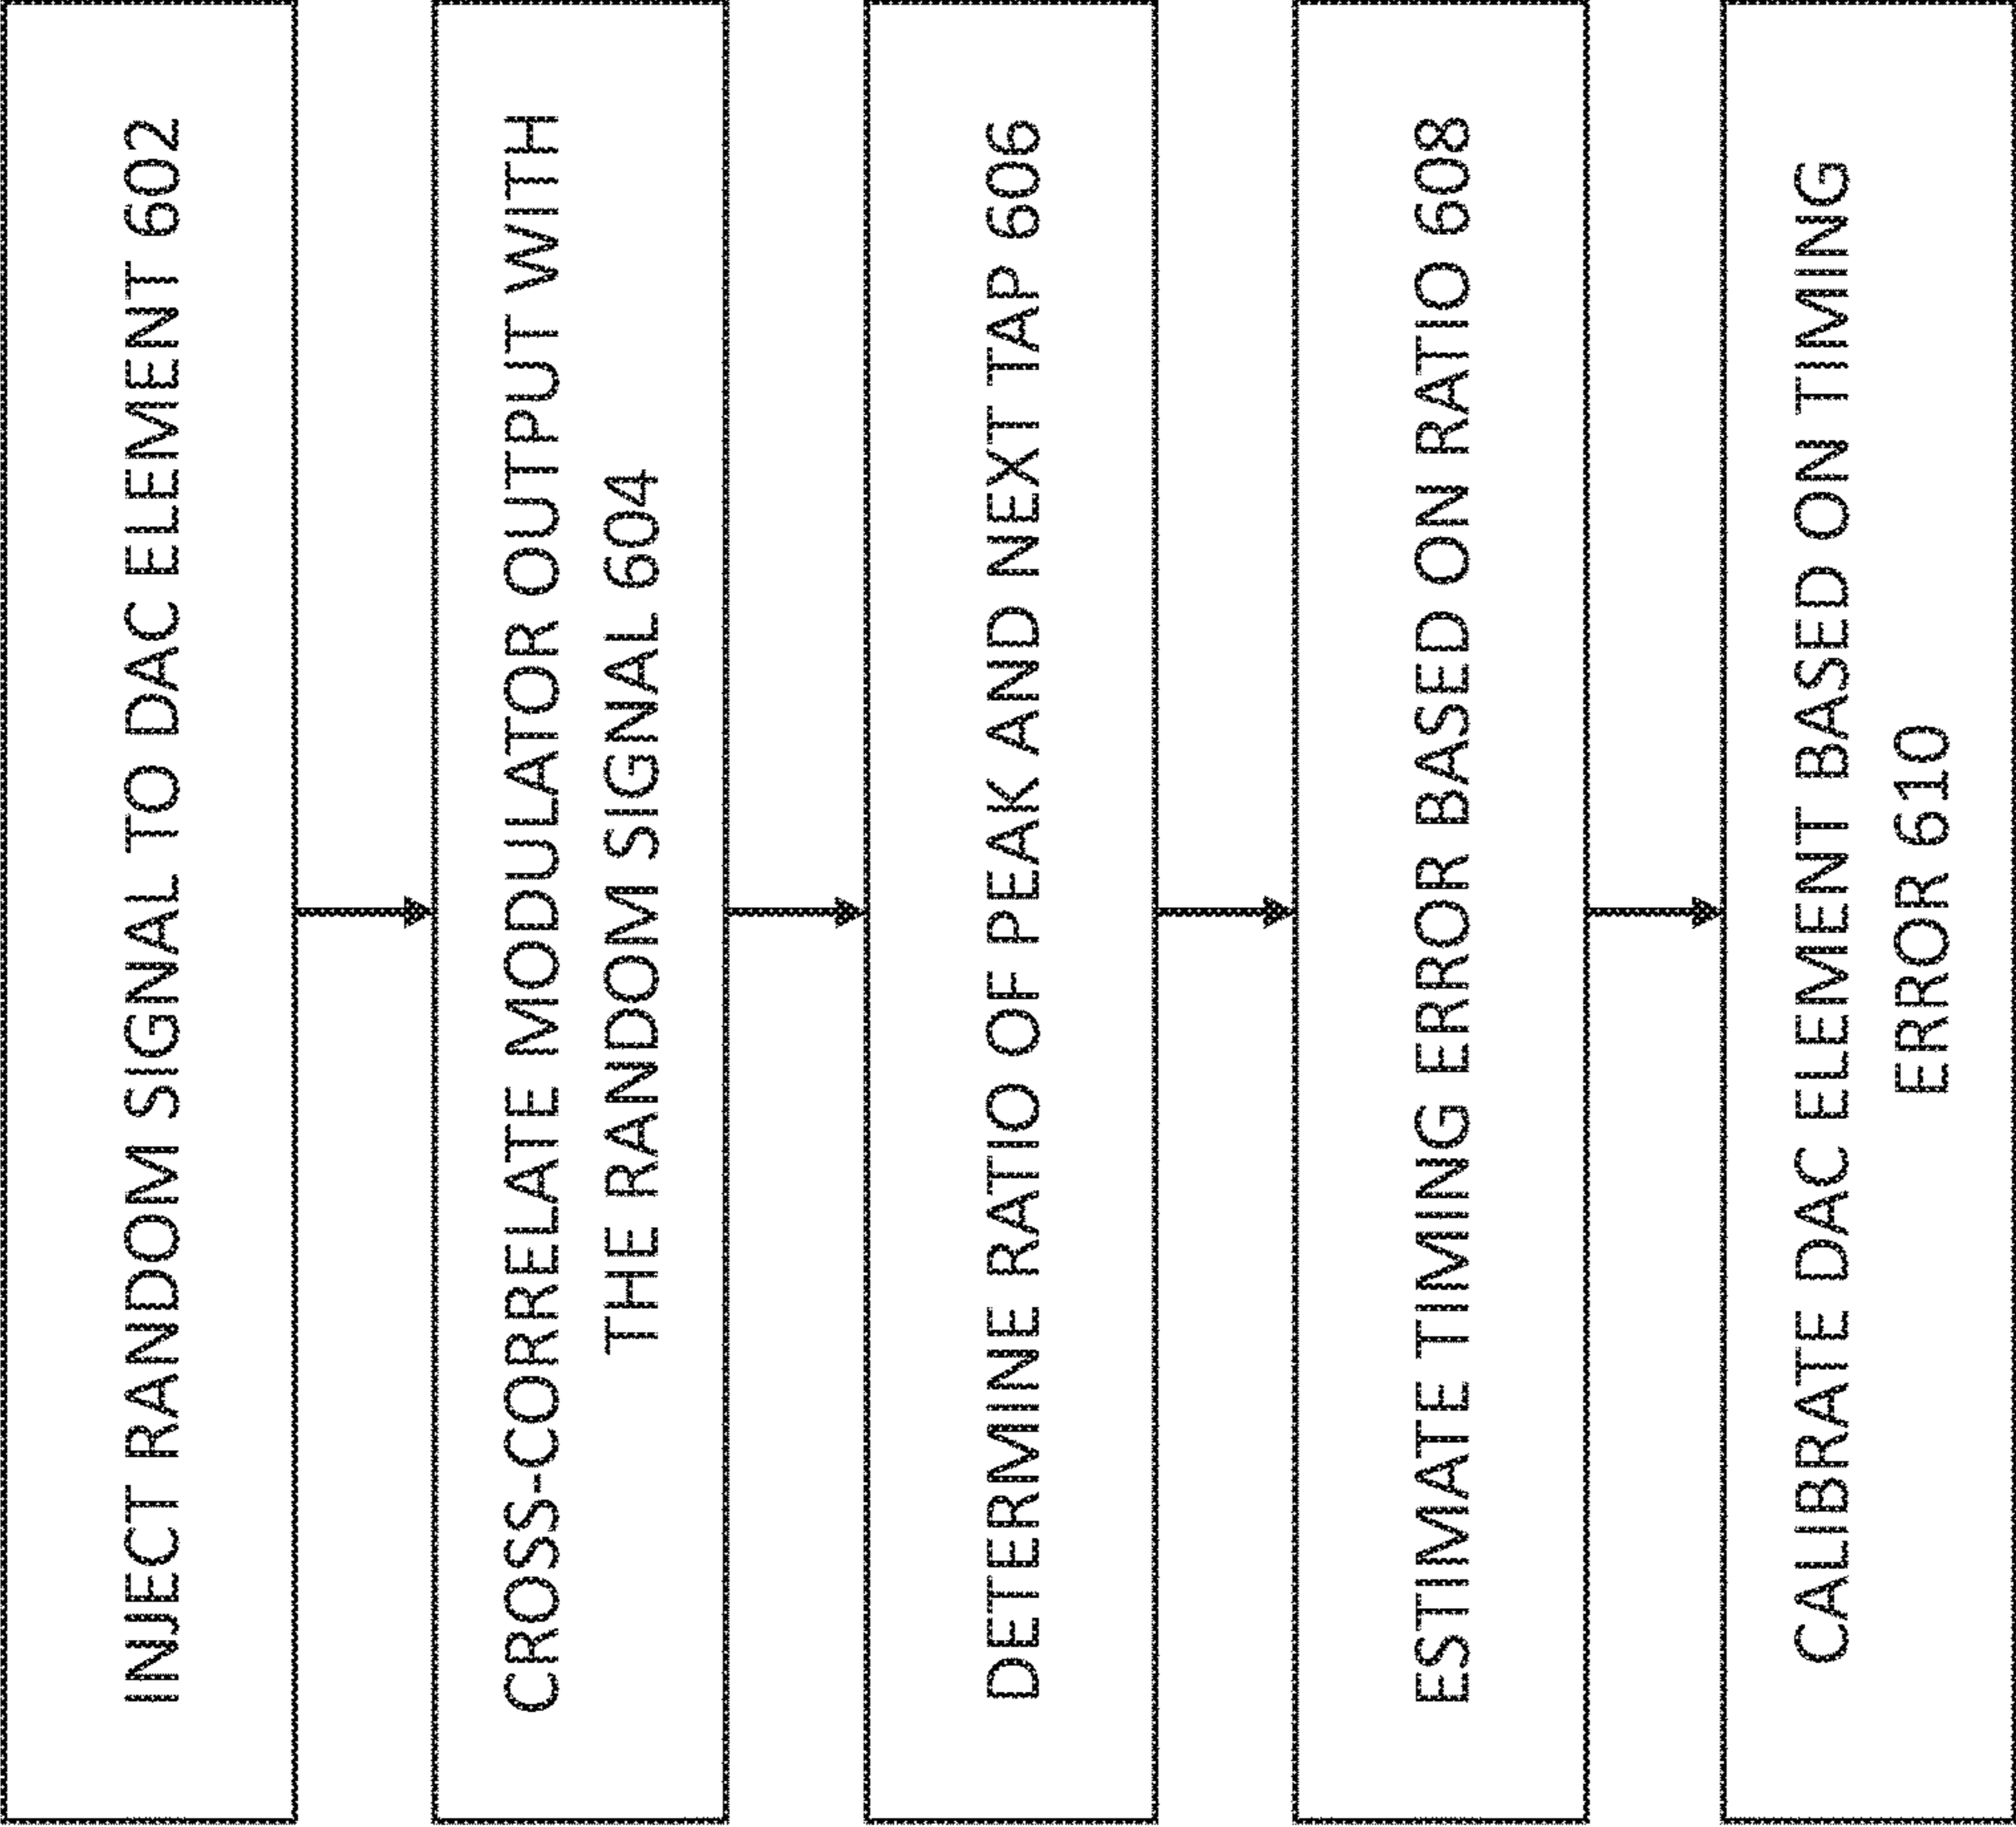 INJECT RANDOM SIGNAL TO DAC ELEMENT 602
CROSS-CORRELATE MODULATOR OUTPUT WITH
THE RANDOM SIGNAL 604
DETERMINE RATIO OF PEAK AND NEXT TAP 606
ESTIMATE TIMING ERROR BASED ON RATIO 608
CALIBRATE DAC ELEMENT BASED ON TIMING
ERROR 610